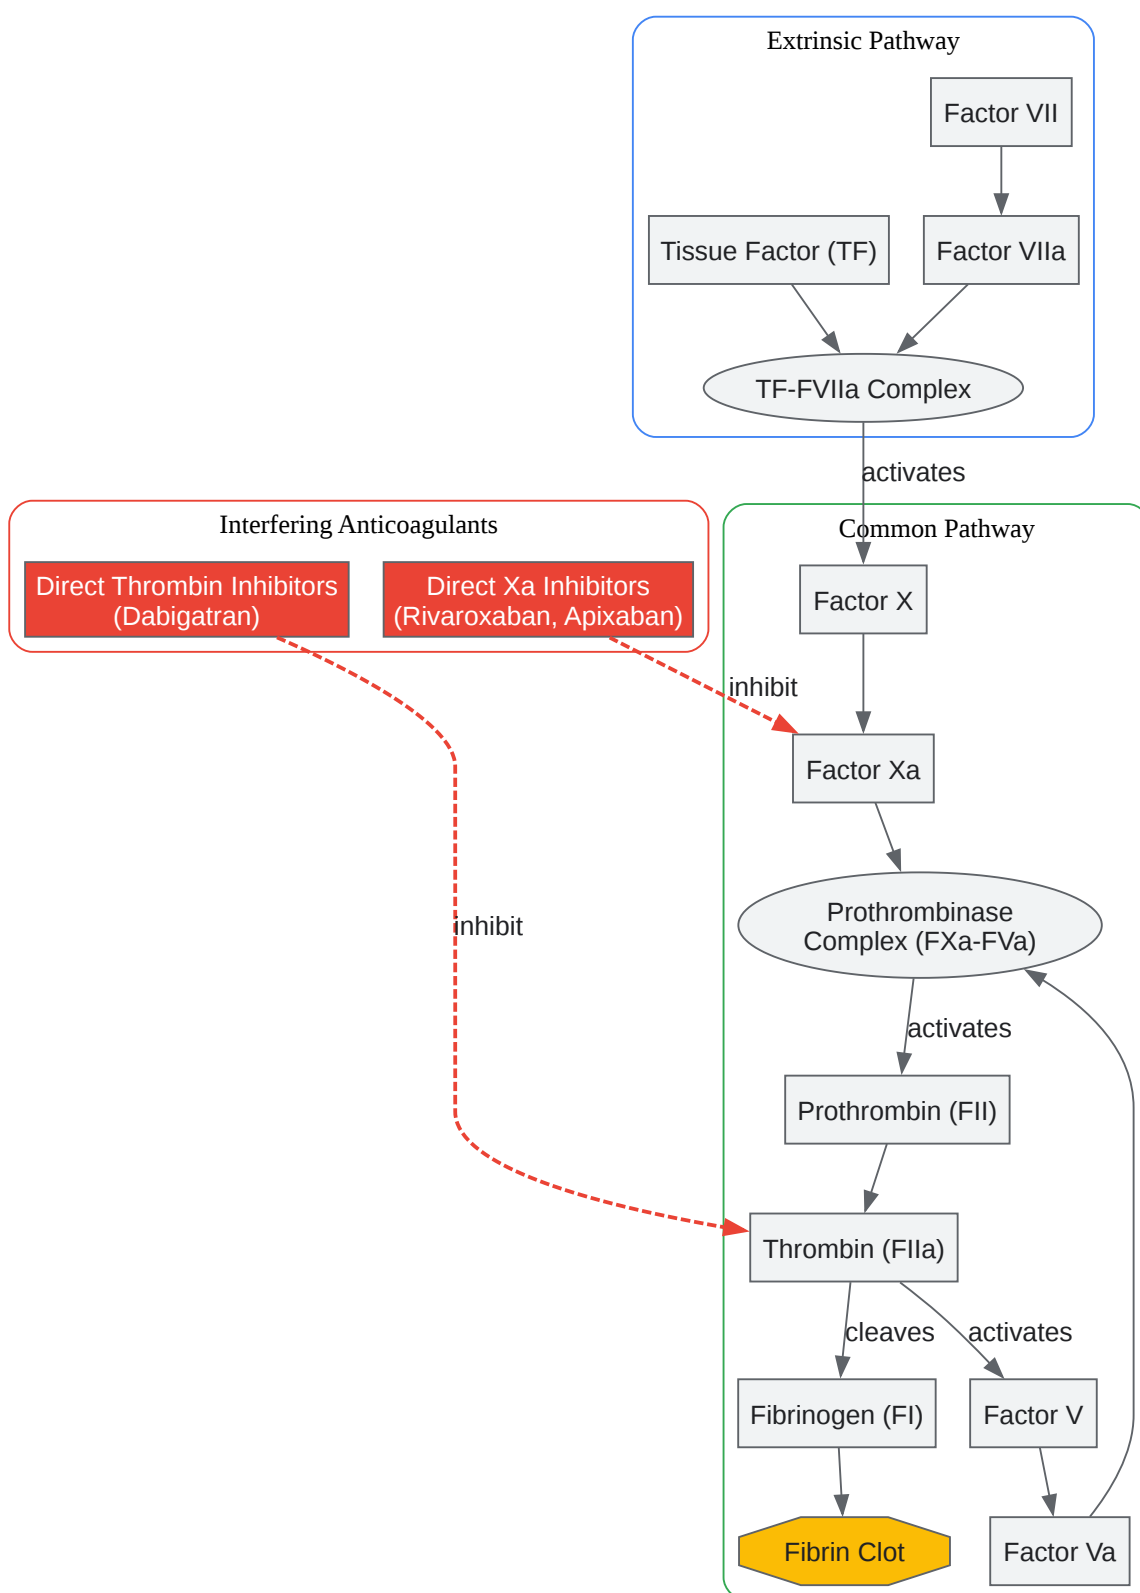 Extrinsic Pathway
Factor VII
Tissue Factor (TF)
Factor VIIa
TF-FVIIa Complex
activates
Interfering Anticoagulants
Direct Thrombin Inhibitors
(Dabigatran)
Direct Xa Inhibitors
(Rivaroxaban, Apixaban)
Common Pathway
Factor X
inhibit
Factor Xa
Prothrombinase
Complex (FXa-FVa)
inhibit
activates
Prothrombin (FII)
Thrombin (FIIa)
cleaves
activates
Fibrinogen (FI)
Factor V
Fibrin Clot
Factor Va